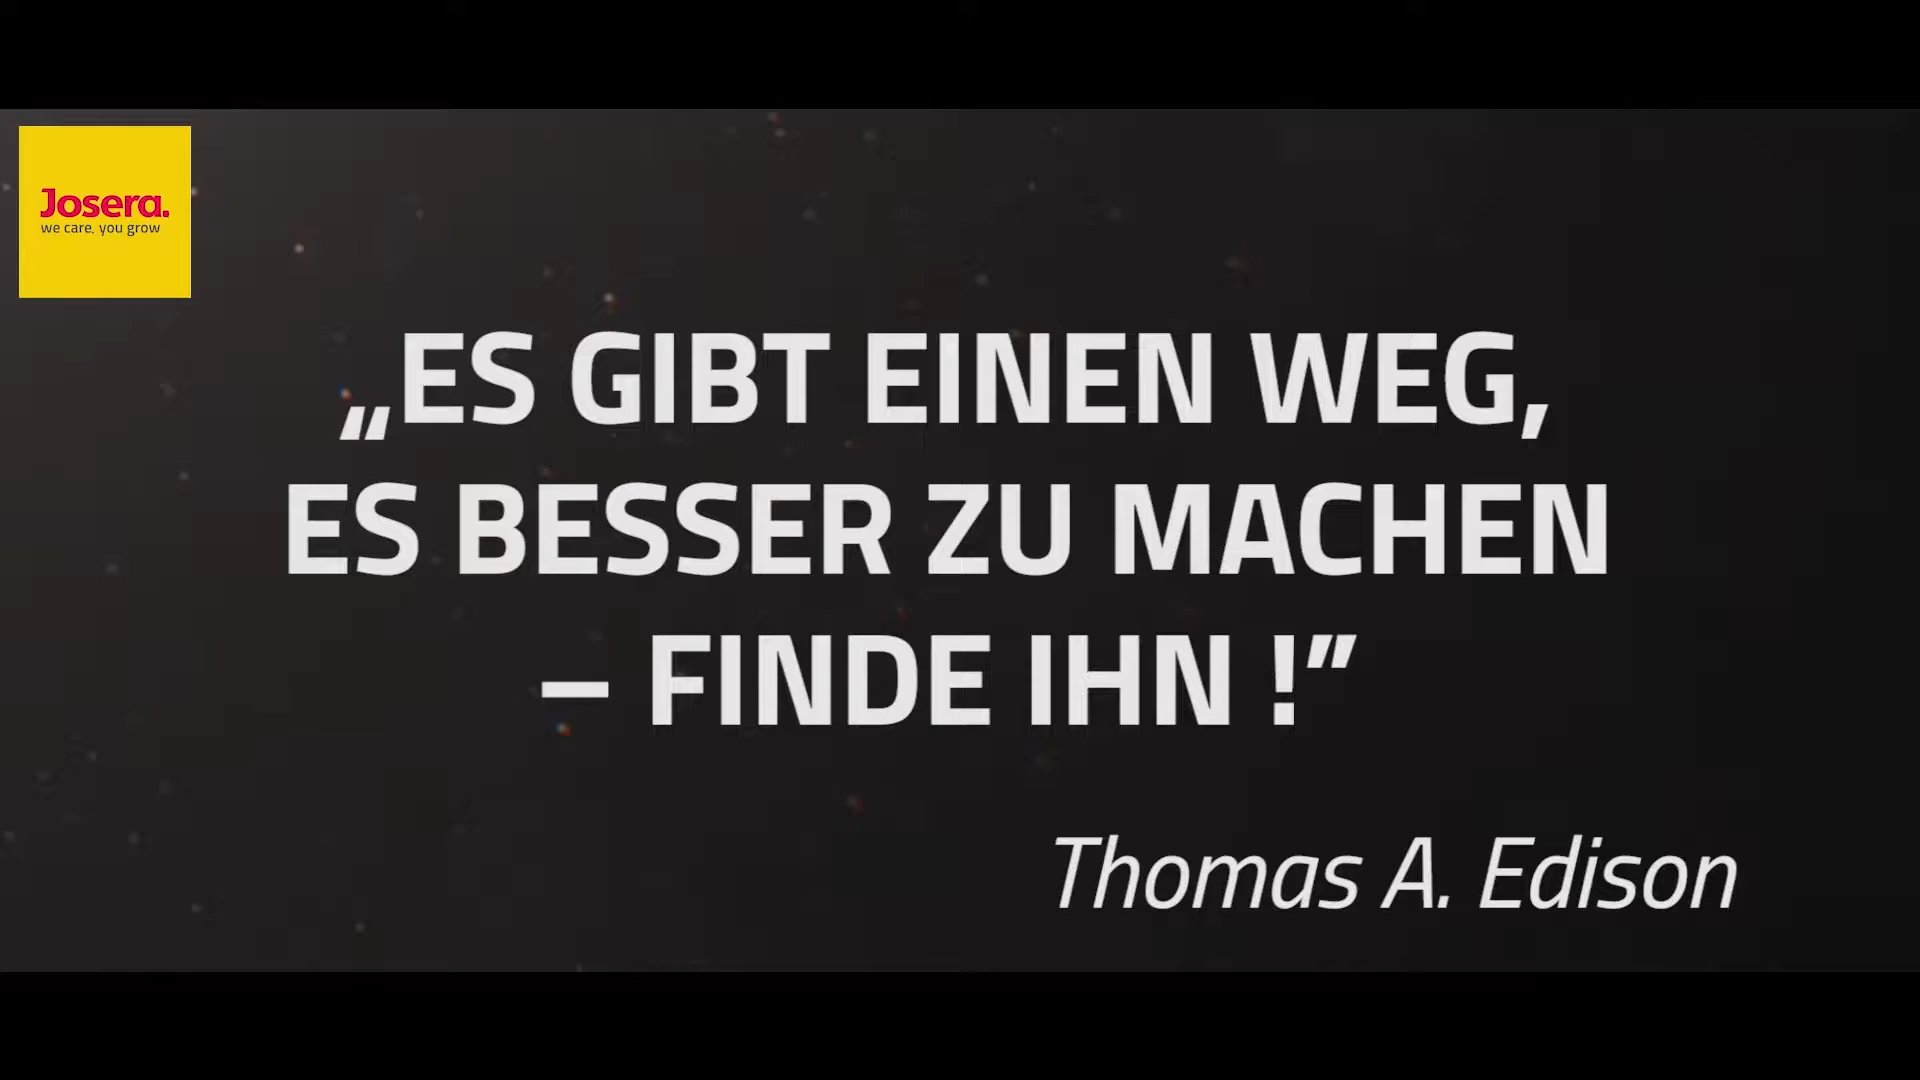 Josera.
we care, you grow
„ES GIBT EINEN WEG,
ES BESSER ZU MACHEN
– FINDE IHN !”
Thomas A. Edison